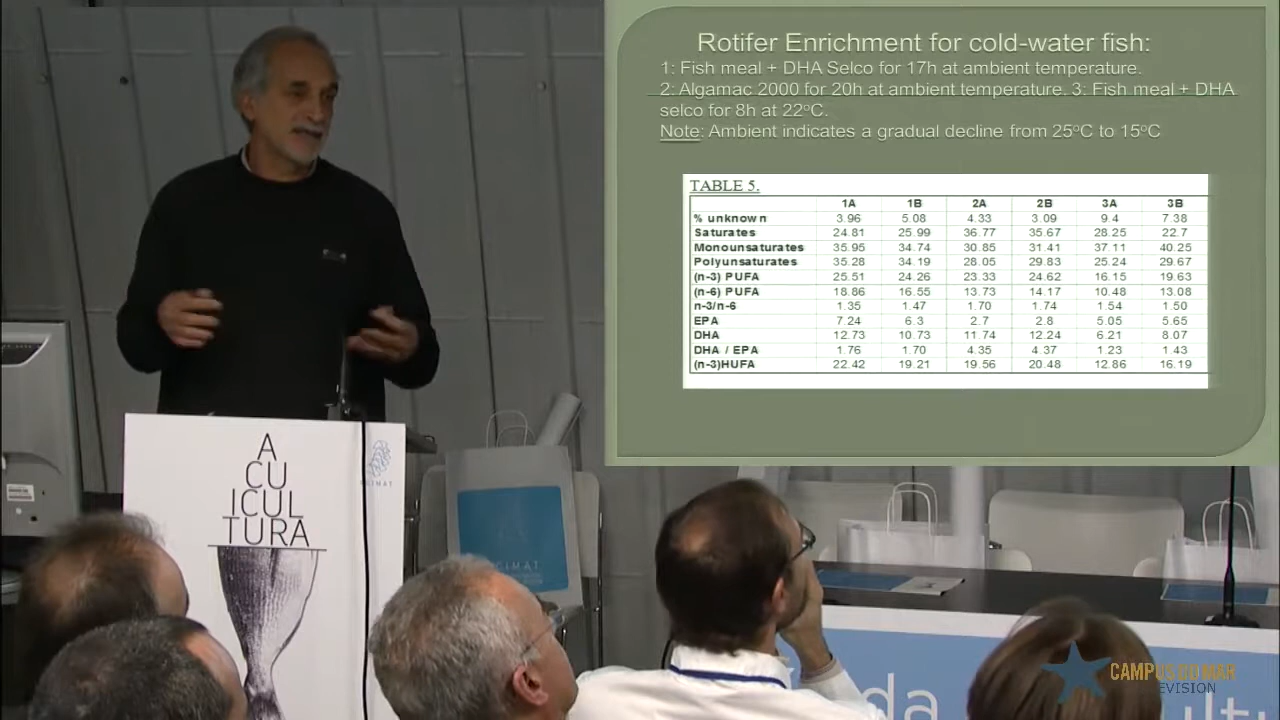 Rotifer Enrichment for cold-water fish:
1: Fish meal + DHA Selco for 17h at ambient temperature.
2: Algamac 2000 for 20h at ambient temperature. 3: Fish meal + DHA
selco for 8h at 22ºC.
Note: Ambient indicates a gradual decline from 25ºC to 15ºC
TABLE 5.
1A 1B 2A 2B 3A 3B
% unknown 3.96 5.08 4.33 3.09 9.4 7.38
Saturates 24.81 25.99 36.77 35.67 28.25 22.7
Monounsaturates 35.95 34.74 30.85 31.41 37.11 40.25
Polyunsaturates 35.28 34.19 28.05 29.83 25.24 29.67
(n-3) PUFA 25.51 24.26 23.33 24.62 16.15 19.63
(n-6) PUFA 18.86 16.55 13.73 14.17 10.48 13.08
n-3/n-6 1.35 1.47 1.70 1.74 1.54 1.50
EPA 7.24 6.3 2.7 2.8 5.05 5.65
DHA 12.73 10.73 11.74 12.24 6.21 8.07
DHA / EPA 1.76 1.70 4.35 4.37 1.23 1.43
(n-3)HUFA 22.42 19.21 19.56 20.48 12.86 16.19
A
CU
ICUL
TURA
CIMAT
da
CAMPUS DO MAR